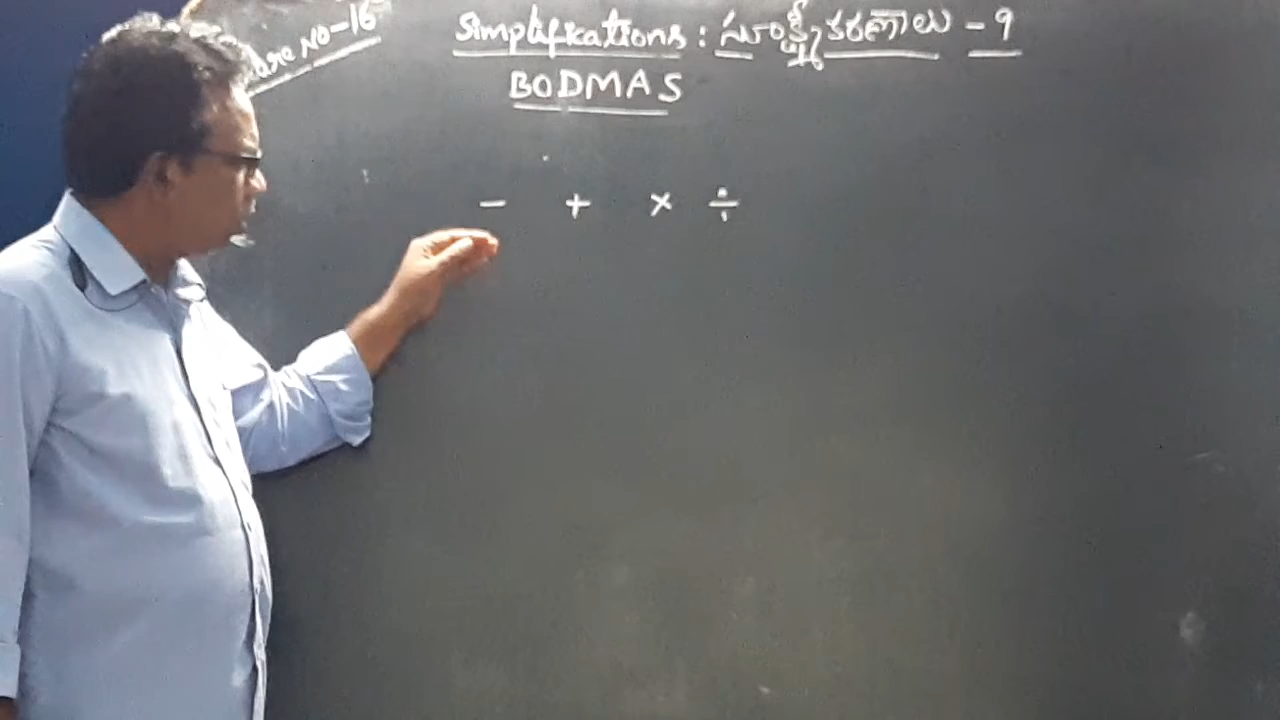 No-16
Simplifications : సూక్ష్మీకరణాలు - 9
BODMAS
- + × ÷